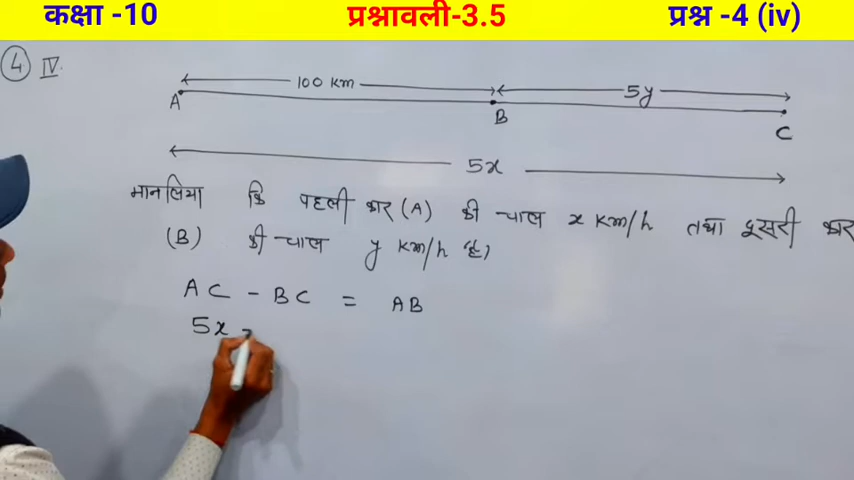 कक्षा -10 प्रश्नावली-3.5 प्रश्न -4 (iv)
4 IV
100 km 5y
A B C
5x
मानलिया कि पहली कार (A) की चाल x km/h तथा दूसरी कार
(B) की चाल y km/h है।
AC - BC = AB
5x -